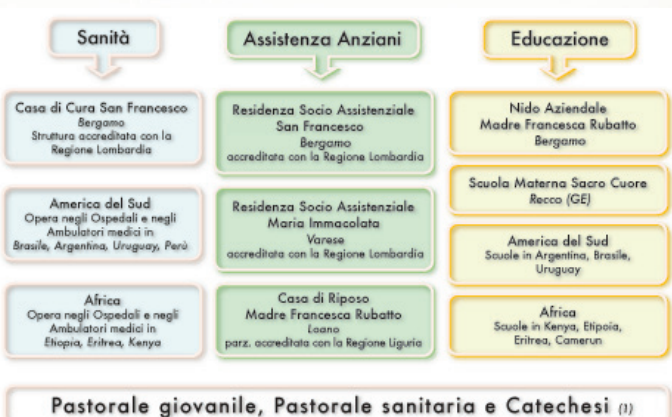 Sanità
Casa di Cura San Francesco
Bergamo
Struttura accreditata con la
Regione Lombardia
America del Sud
Opera negli Ospedali e negli
Ambulatori medici in
Brasile, Argentina, Uruguay, Perù
Africa
Opera negli Ospedali e negli
Ambulatori medici in
Etiopia, Eritrea, Kenya
Assistenza Anziani
Residenza Socio Assistenziale
San Francesco
Bergamo
accreditata con la Regione Lombardia
Residenza Socio Assistenziale
Maria Immacolata
Varese
accreditata con la Regione Lombardia
Casa di Riposo
Madre Francesca Rubatto
Loano
parz. accreditata con la Regione Liguria
Educazione
Nido Aziendale
Madre Francesca Rubatto
Bergamo
Scuola Materna Sacro Cuore
Recco (GE)
America del Sud
Scuole in Argentina, Brasile,
Uruguay
Africa
Scuole in Kenya, Etipoia,
Eritrea, Camerun
Pastorale giovanile, Pastorale sanitaria e Catechesi (1)